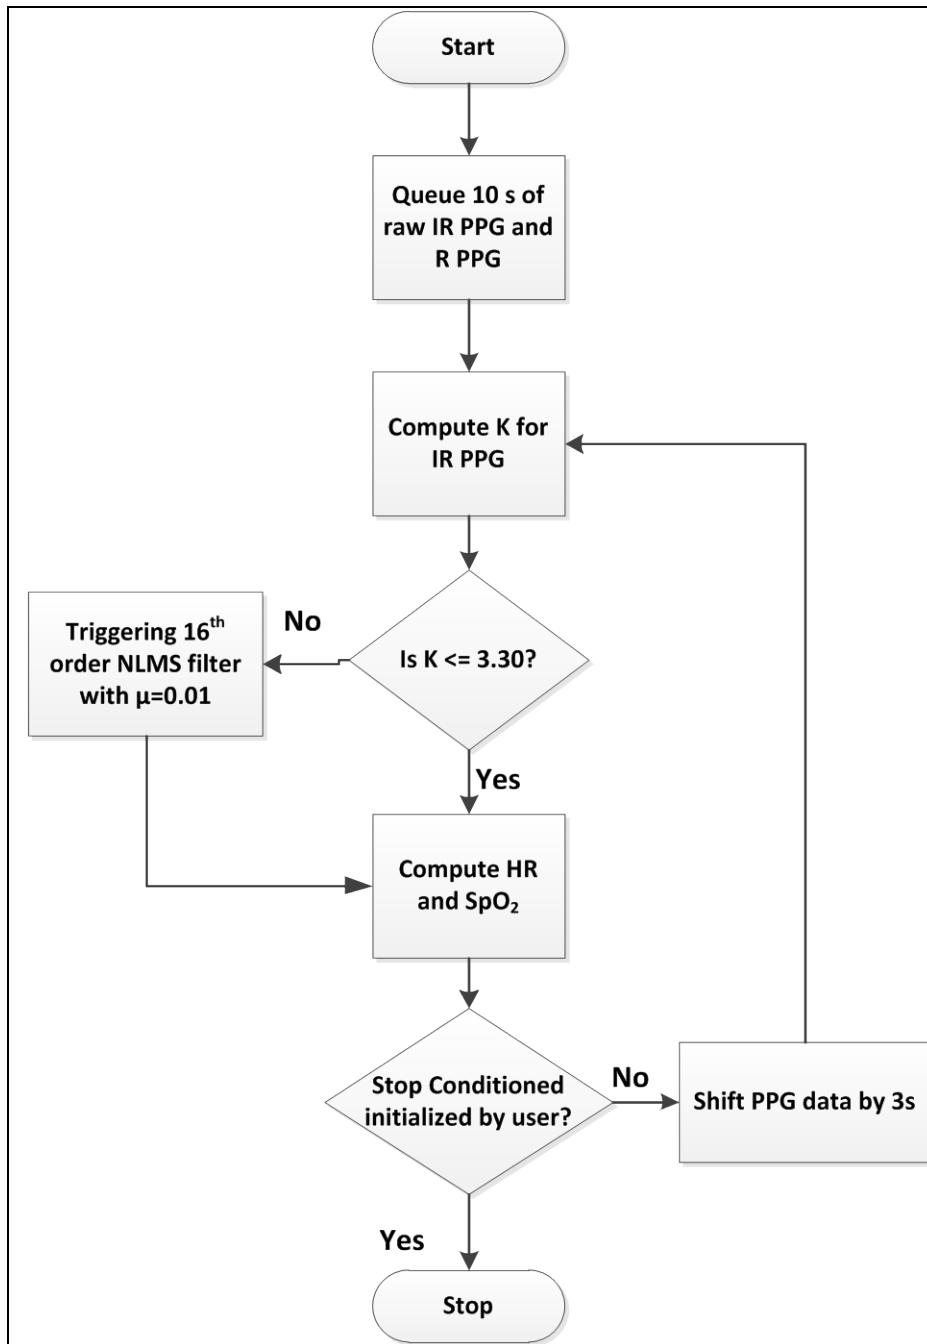 Start
Queue 10 s of
raw IR PPG and
R PPG
Compute K for
IR PPG
Is K <= 3.30?
No
Triggering 16th
order NLMS filter
with µ=0.01
Yes
Compute HR
and SpO₂
Stop Conditioned
initialized by user?
No
Shift PPG data by 3s
Yes
Stop